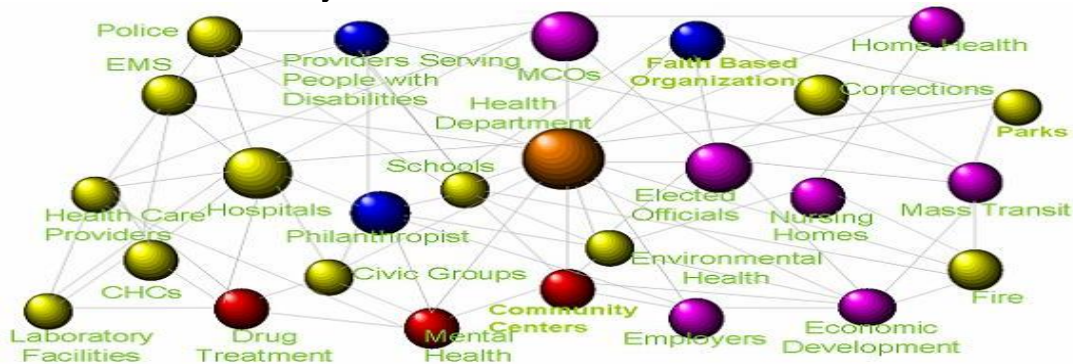 Police
Providers Serving
People with
Disabilities
MCOs
Faith Based
Organizations
Home Health
EMS
Health
Department
Corrections
Parks
Schools
Health Care
Providers
Hospitals
Philanthropist
Elected
Officials
Nursing
Homes
Mass Transit
CHCs
Civic Groups
Environmental
Health
Fire
Laboratory
Facilities
Drug
Treatment
Mental
Health
Community
Centers
Employers
Economic
Development